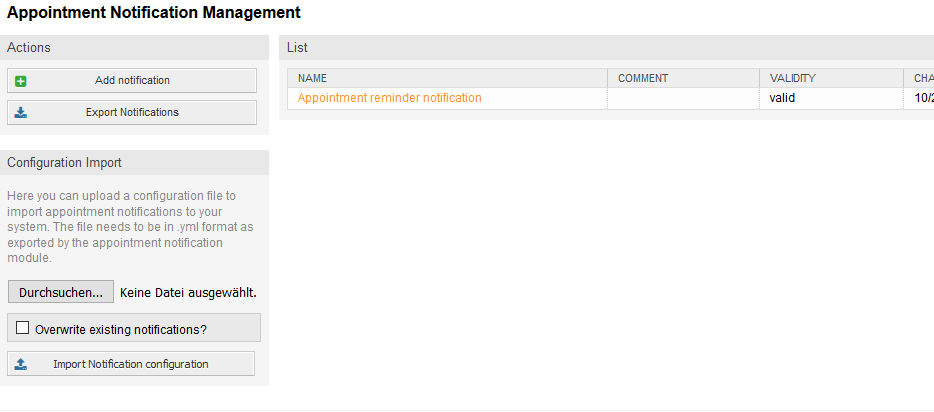 Appointment Notification Management
Actions
Add notification
Export Notifications
Configuration Import
Here you can upload a configuration file to
import appointment notifications to your
system. The file needs to be in .yml format as
exported by the appointment notification
module.
Durchsuchen... Keine Datei ausgewählt.
Overwrite existing notifications?
Import Notification configuration
List
NAME COMMENT VALIDITY CHA
Appointment reminder notification valid 10/2